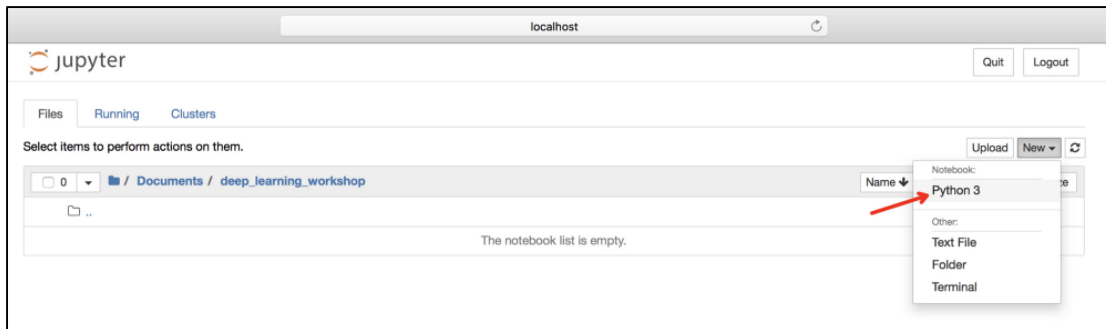 localhost
jupyter
Quit Logout
Files Running Clusters
Select items to perform actions on them.
Upload New
0 / Documents / deep_learning_workshop
Name
Notebook:
Python 3
..
Other:
The notebook list is empty.
Text File
Folder
Terminal